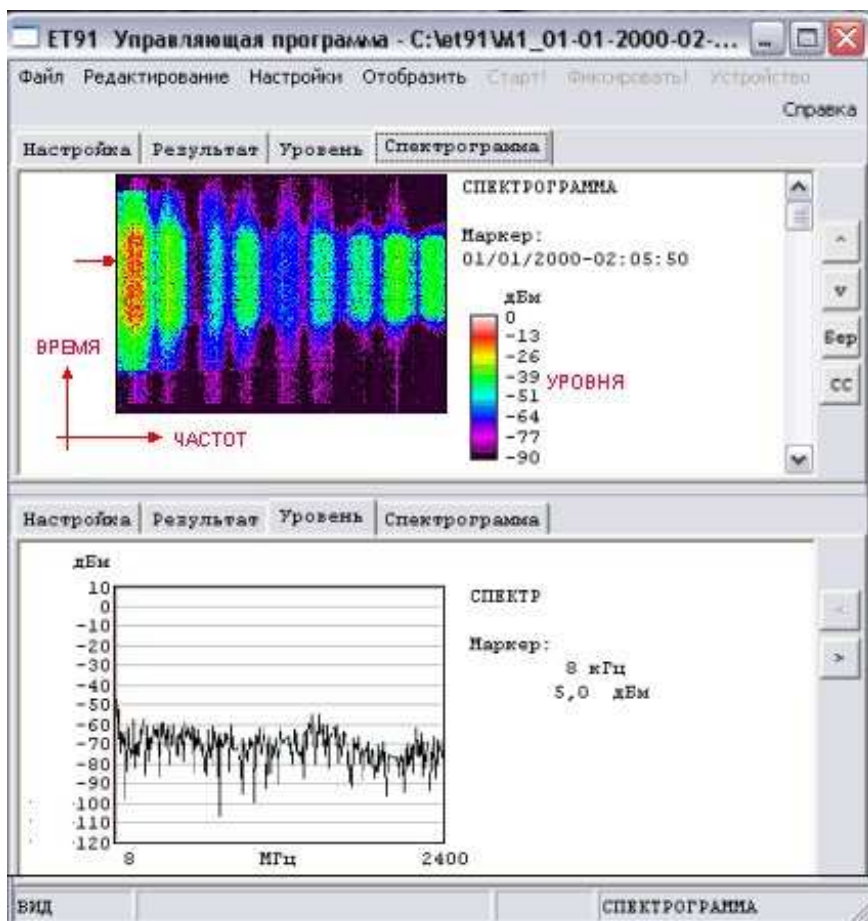 ET91 Управляющая программа - C:\et91\M1_01-01-2000-02-...
Файл Редактирование Настройки Отобразить Старт! Фиксировать! Устройство
Справка
Настройка Результат Уровень Спектрограмма
СПЕКТРОГРАММА
Маркер:
01/01/2000-02:05:50
дБм
0
-13
-26
-39 УРОВНЯ
-51
-64
-77
-90
ВРЕМЯ
ЧАСТОТ
^
v
Бер
СС
Настройка Результат Уровень Спектрограмма
дБм
10
0
-10
-20
-30
-40
-50
-60
-70
-80
-90
-100
-110
-120
8 МГц 2400
СПЕКТР
Маркер:
8 кГц
5,0 дБм
<
>
ВИД СПЕКТРОГРАММА